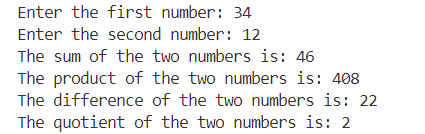 Enter the first number: 34
Enter the second number: 12
The sum of the two numbers is: 46
The product of the two numbers is: 408
The difference of the two numbers is: 22
The quotient of the two numbers is: 2